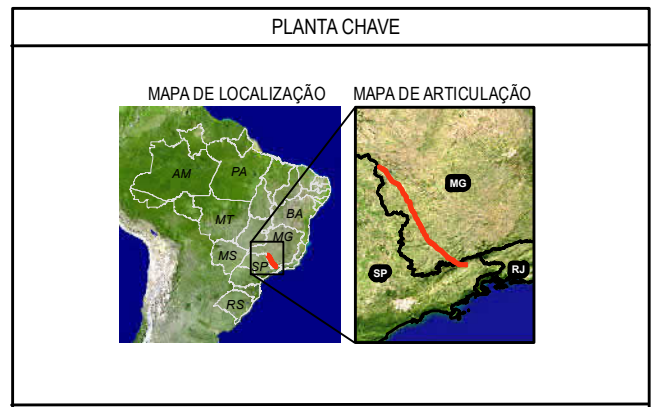 PLANTA CHAVE
MAPA DE LOCALIZAÇÃO
MAPA DE ARTICULAÇÃO
AM
PA
MT
BA
MG
MS
SP
RS
MG
SP
RJ